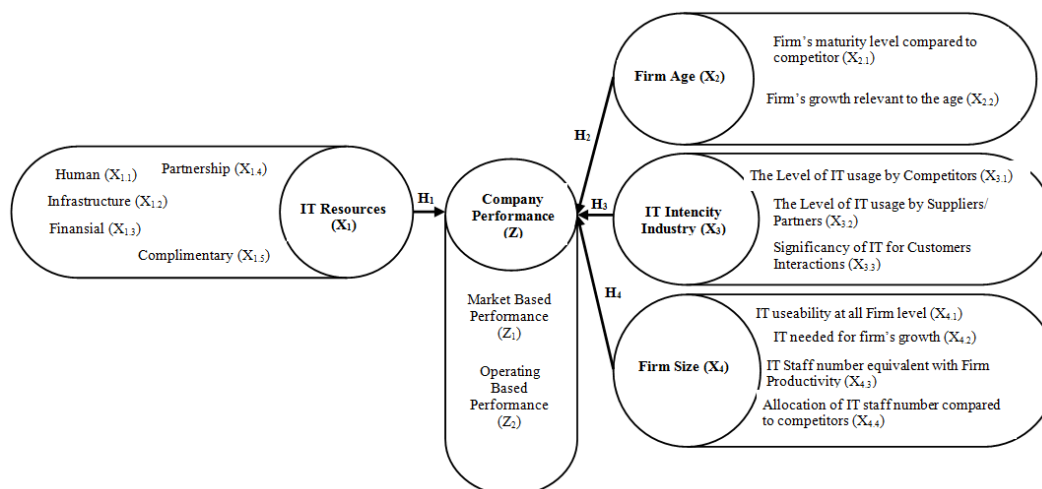 Human (X1.1)
Partnership (X1.4)
Infrastructure (X1.2)
Finansial (X1.3)
Complimentary (X1.5)
IT Resources
(X1)
H1
Company
Performance
(Z)
Market Based
Performance
(Z1)
Operating
Based
Performance
(Z2)
H2
H3
H4
Firm Age (X2)
Firm's maturity level compared to
competitor (X2.1)
Firm's growth relevant to the age (X2.2)
IT Intencity
Industry (X3)
The Level of IT usage by Competitors (X3.1)
The Level of IT usage by Suppliers/
Partners (X3.2)
Significancy of IT for Customers
Interactions (X3.3)
Firm Size (X4)
IT useability at all Firm level (X4.1)
IT needed for firm's growth (X4.2)
IT Staff number equivalent with Firm
Productivity (X4.3)
Allocation of IT staff number compared
to competitors (X4.4)